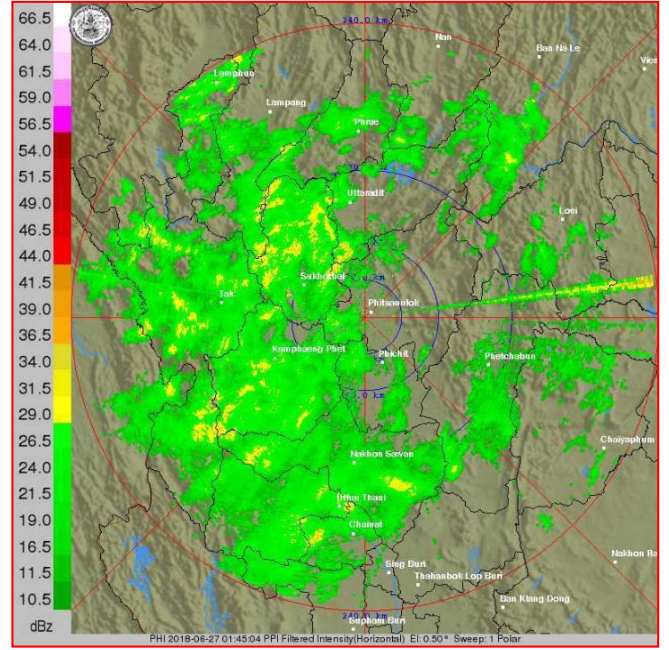 66.5
64.0
61.5
59.0
56.5
54.0
51.5
49.0
46.5
44.0
41.5
39.0
36.5
34.0
31.5
29.0
26.5
24.0
21.5
19.0
16.5
11.5
10.5
dBz
240.0 km
Nan
Ban Na Le
Lamphun
Lampang
Phrae
Uttaradit
Loei
Sukhothai
Tak
Phitsanulok
Kamphaeng Phet
Phichit
Phetchabun
Chaiyaphum
Nakhon Sawan
Uthai Thani
Chainat
Sing Buri
Thahanbok Lop Buri
Ban Klang Dong
240.0 km
Suphan Buri
PHI 2018-06-27 01:45:04 PPI Filtered Intensity(Horizontal) El: 0.50° Sweep: 1 Polar